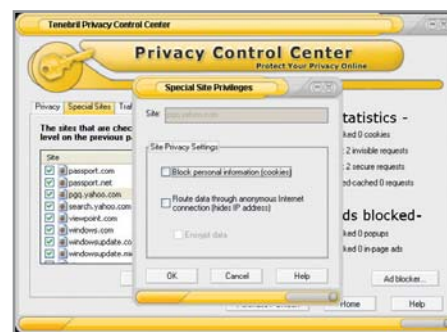 Tenebril Privacy Control Center
Privacy Control Center
Protect Your Privacy Online
Special Site Privileges
Privacy
Special Sites
The sites that are chec
level on the previous p
Site
passport.com
passport.net
pgq.yahoo.com
search.yahoo.com
viewpoint.com
windows.com
windowsupdate.co
windowsupdate.mi
Site:
Site Privacy Settings
Block personal information (cookies)
Route data through anonymous Internet
connection (hides IP address)
Encrypt data
OK
Cancel
Help
tatistics -
ked 0 cookies
2 invisible requests
2 secure requests
ed-cached 0 requests
ds blocked-
ked 0 popups
ked 0 in-page ads
Ad blocker...
Home
Help